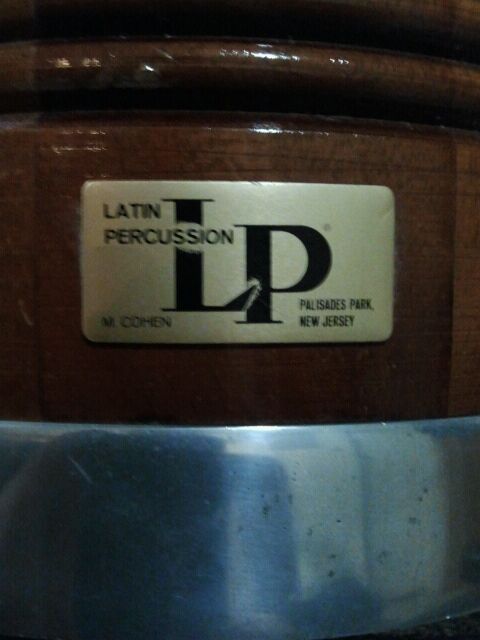 LATIN
PERCUSSION
LP
®
M. COHEN
PALISADES PARK,
NEW JERSEY